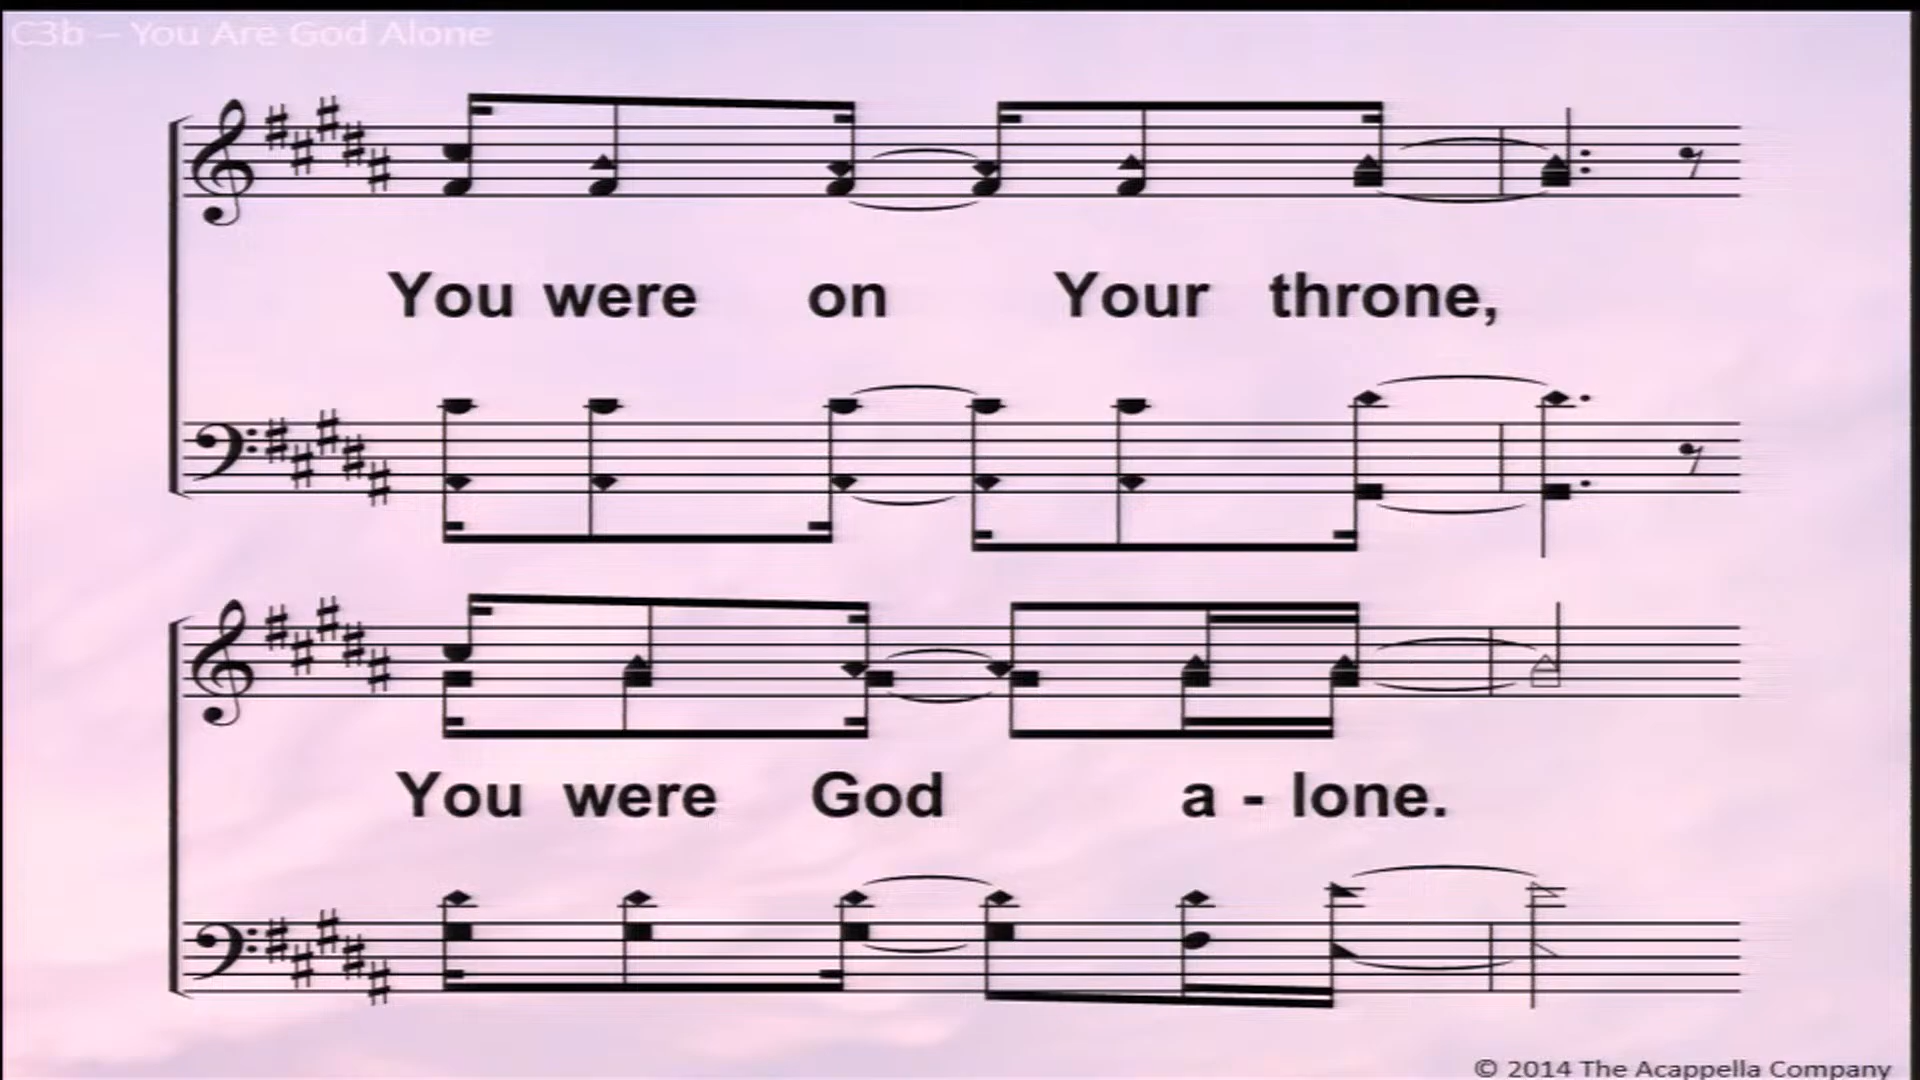 C3b – You Are God Alone
You were on Your throne,
You were God a - lone.
© 2014 The Acappella Company